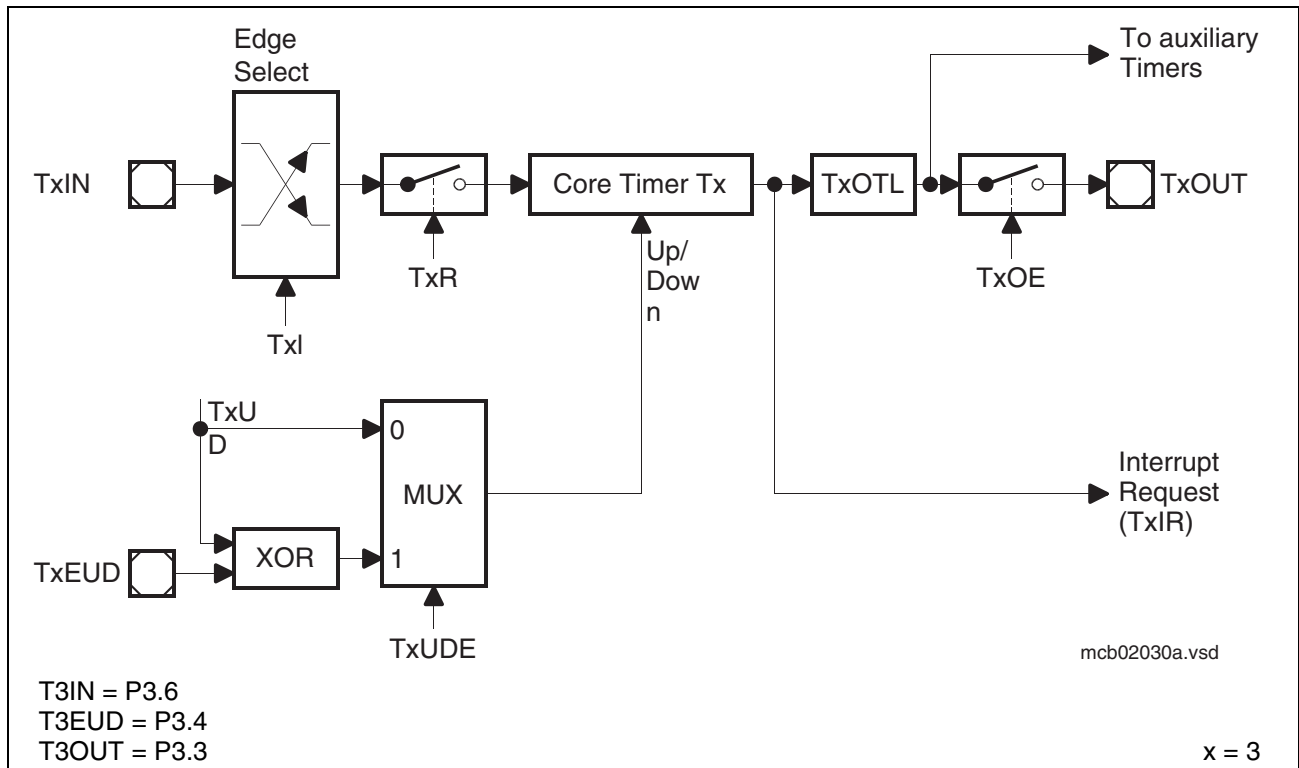 Edge
Select
To auxiliary
Timers
TxIN
Core Timer Tx
TxOTL
TxOUT
TxR
Up/
Dow
n
TxOE
TxI
TxU
D
0
MUX
XOR
1
TxEUD
TxUDE
Interrupt
Request
(TxIR)
mcb02030a.vsd
T3IN = P3.6
T3EUD = P3.4
T3OUT = P3.3
x = 3